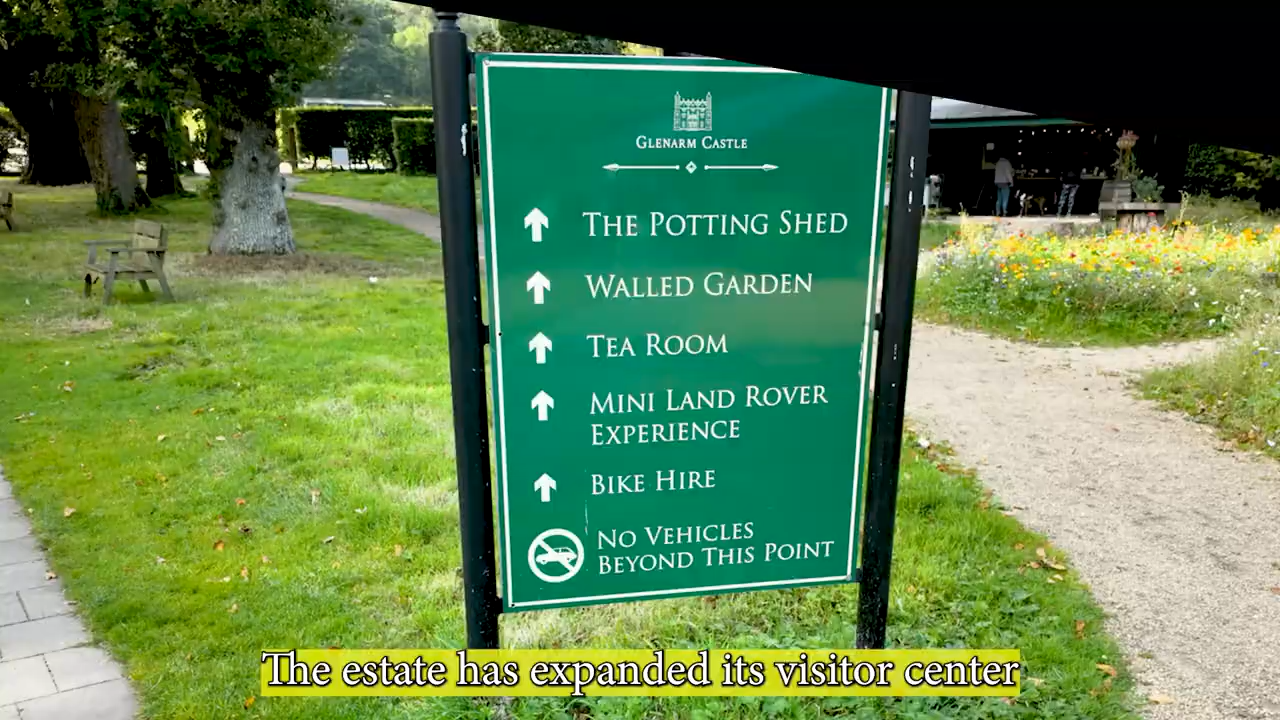 GLENARM CASTLE
THE POTTING SHED
WALLED GARDEN
TEA ROOM
MINI LAND ROVER
EXPERIENCE
BIKE HIRE
NO VEHICLES
BEYOND THIS POINT
The estate has expanded its visitor center